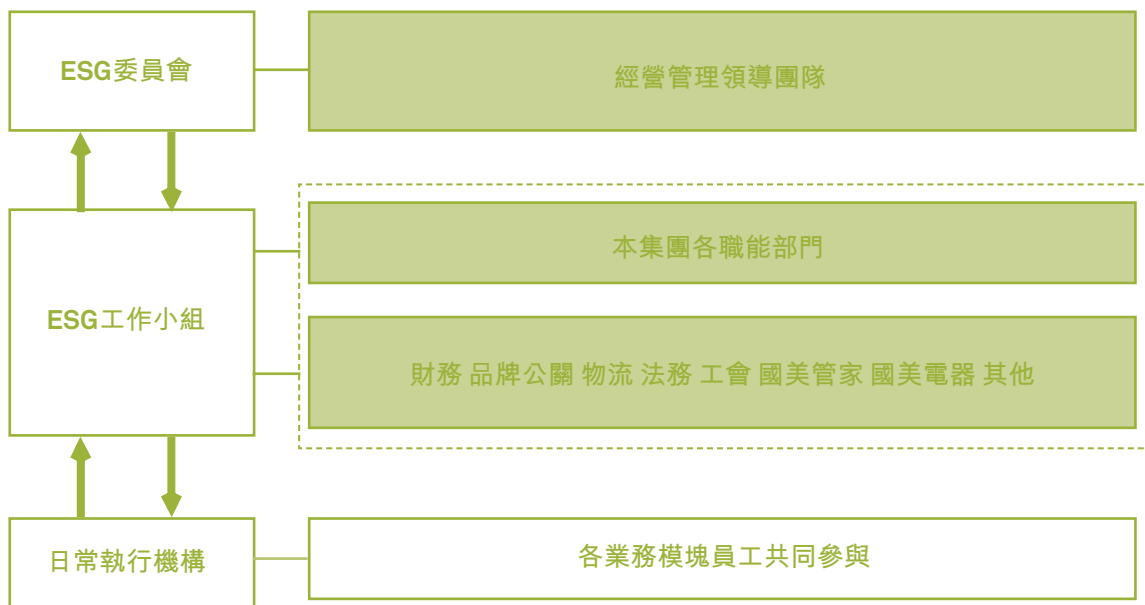 ESG委員會
經營管理領導團隊
本集團各職能部門
ESG工作小組
財務 品牌公關 物流 法務 工會 國美管家 國美電器 其他
日常執行機構
各業務模塊員工共同參與